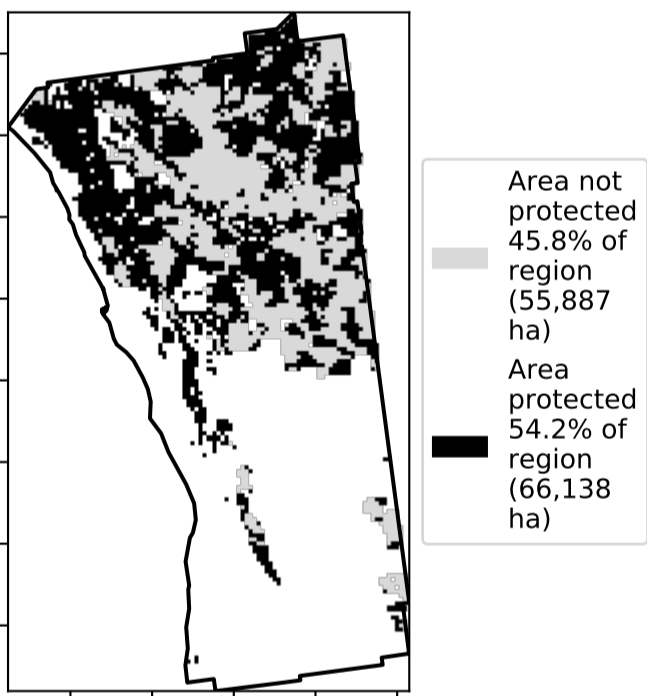 Area not
protected
45.8% of
region
(55,887
ha)
Area
protected
54.2% of
region
(66,138
ha)